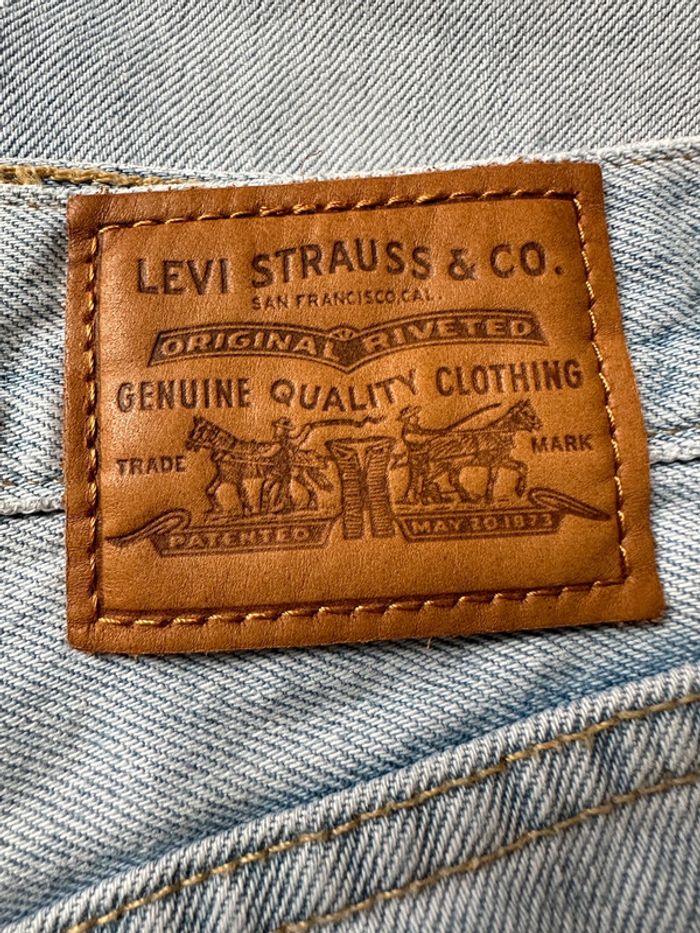 LEVI STRAUSS & CO.
SAN FRANCISCO, CAL.
ORIGINAL RIVETED
GENUINE QUALITY CLOTHING
TRADE MARK
PATENTED MAY 20.1873